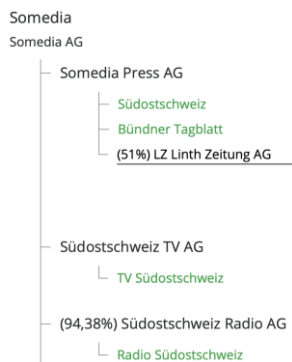 Somedia
Somedia AG
Somedia Press AG
Südostschweiz
Bündner Tagblatt
(51%) LZ Linth Zeitung AG
Südostschweiz TV AG
TV Südostschweiz
(94,38%) Südostschweiz Radio AG
Radio Südostschweiz